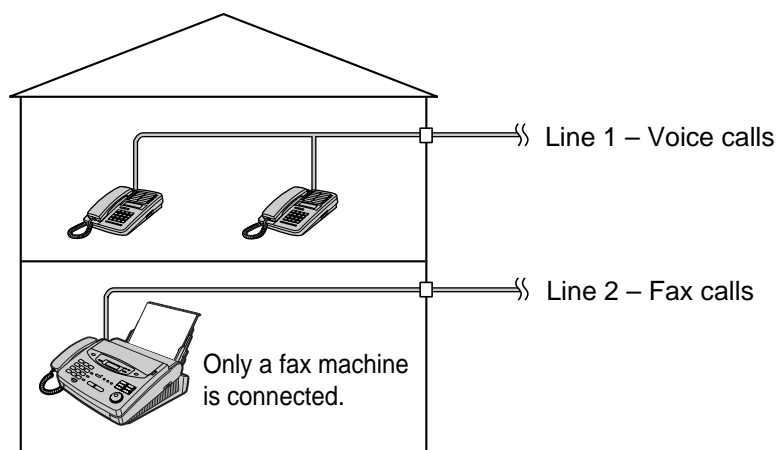 Line 1 – Voice calls
Line 2 – Fax calls
Only a fax machine
is connected.